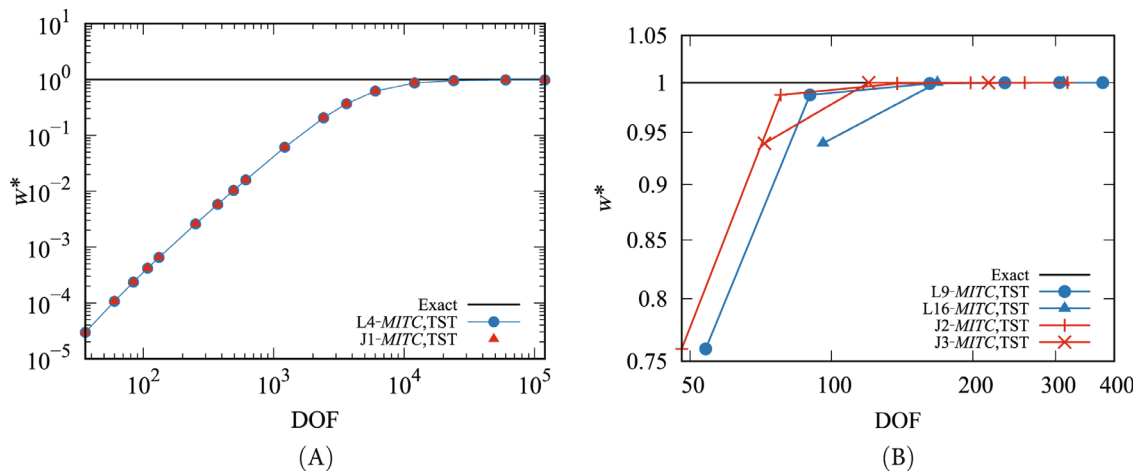 10^1
10^0
10^-1
10^-2
10^-3
10^-4
10^-5
w*
Exact
L4-MITC,TST
J1-MITC,TST
10^2 10^3 10^4 10^5
DOF
(A)
1.05
1
0.95
0.9
0.85
0.8
0.75
w*
Exact
L9-MITC,TST
L16-MITC,TST
J2-MITC,TST
J3-MITC,TST
50 100 200 300 400
DOF
(B)